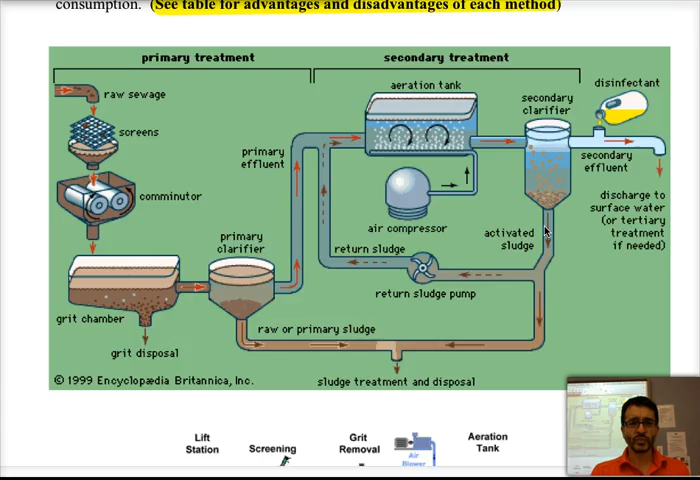 consumption. (See table for advantages and disadvantages of each method)
primary treatment
secondary treatment
raw sewage
screens
comminutor
grit chamber
grit disposal
primary
clarifier
primary
effluent
raw or primary sludge
aeration tank
air compressor
return sludge
return sludge pump
secondary
clarifier
activated
sludge
disinfectant
secondary
effluent
discharge to
surface water
(or tertiary
treatment
if needed)
sludge treatment and disposal
© 1999 Encyclopædia Britannica, Inc.
Lift
Station
Screening
Grit
Removal
Air
Blower
Aeration
Tank